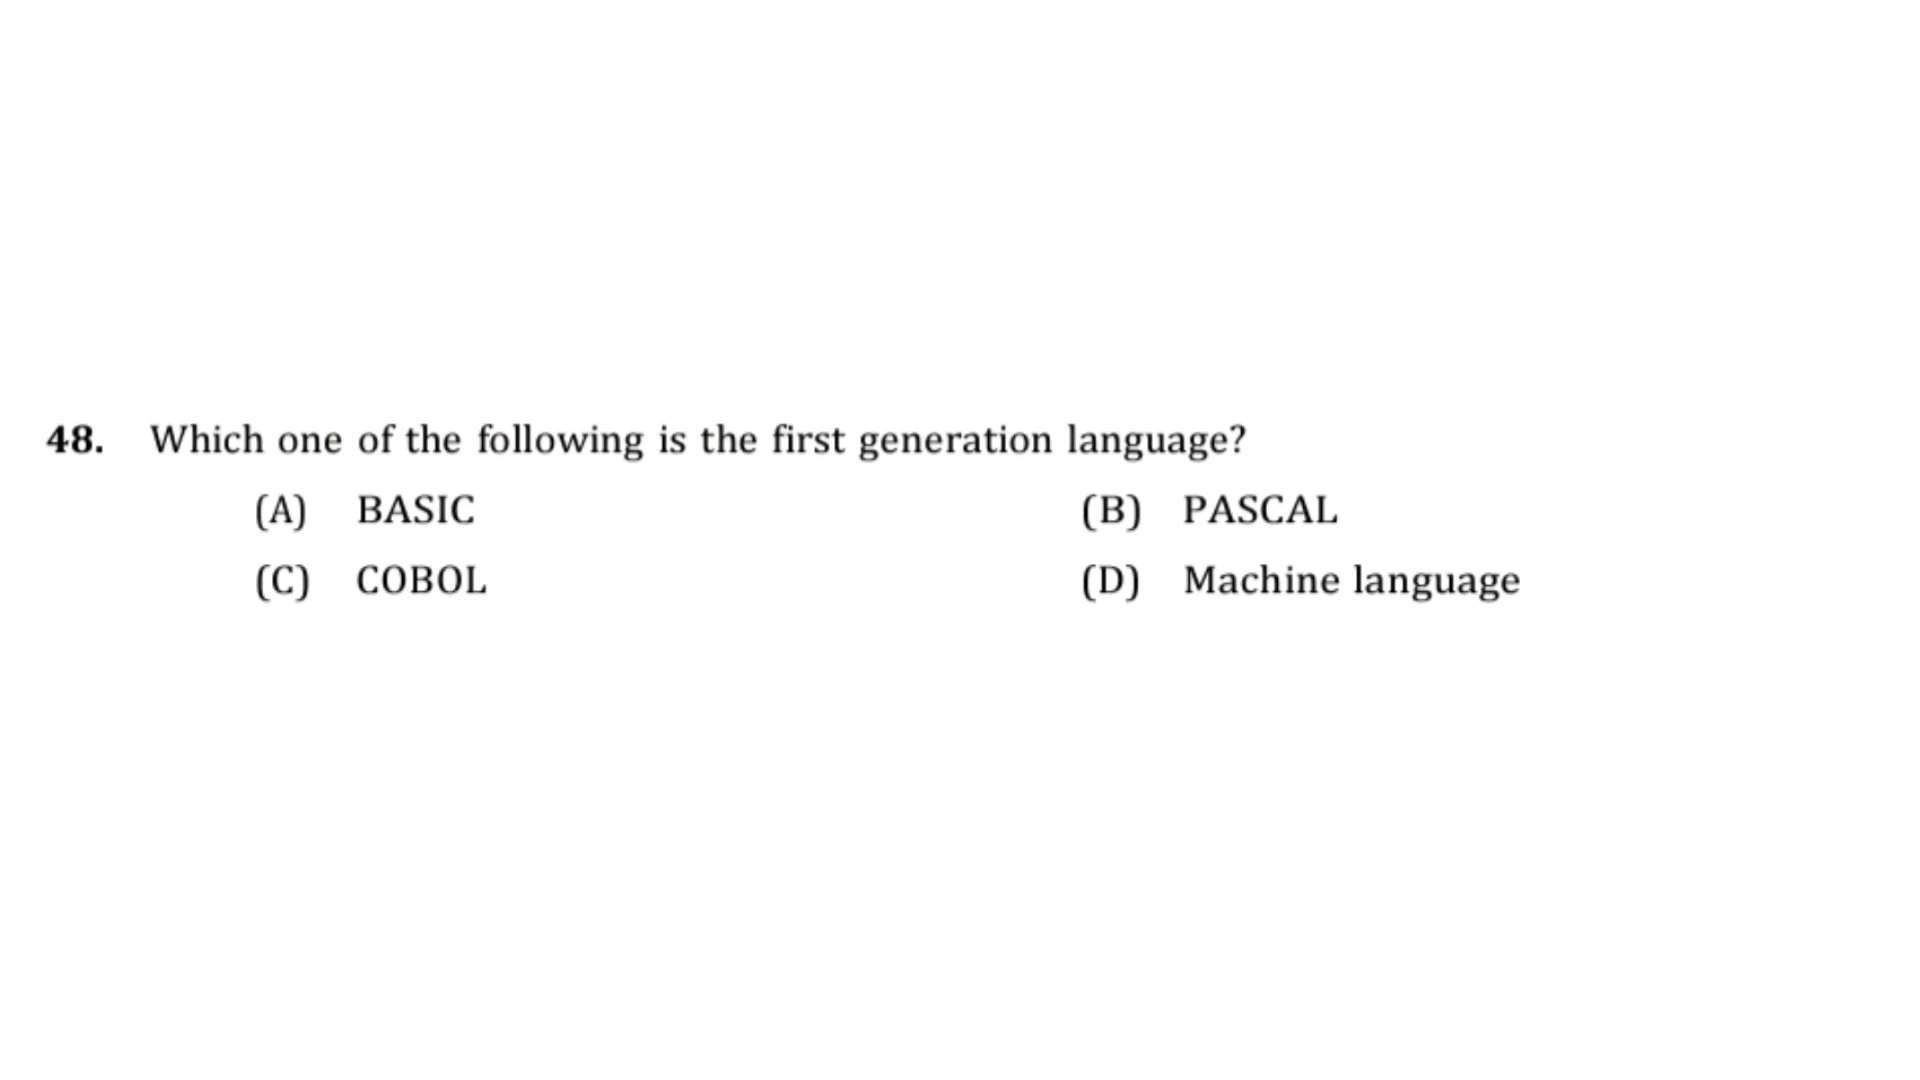 48. Which one of the following is the first generation language?
(A) BASIC (B) PASCAL
(C) COBOL (D) Machine language